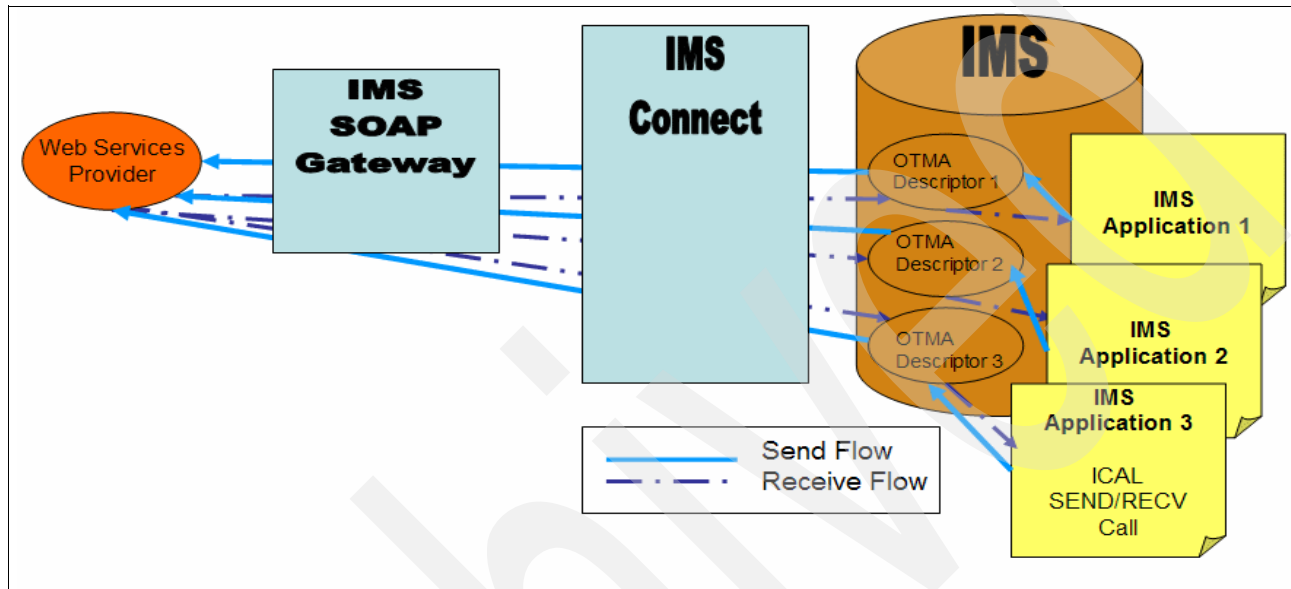 Web Services
Provider
IMS
SOAP
Gateway
IMS
Connect
IMS
OTMA
Descriptor 1
OTMA
Descriptor 2
OTMA
Descriptor 3
IMS
Application 1
IMS
Application 2
IMS
Application 3
ICAL
SEND/RECV
Call
Send Flow
Receive Flow